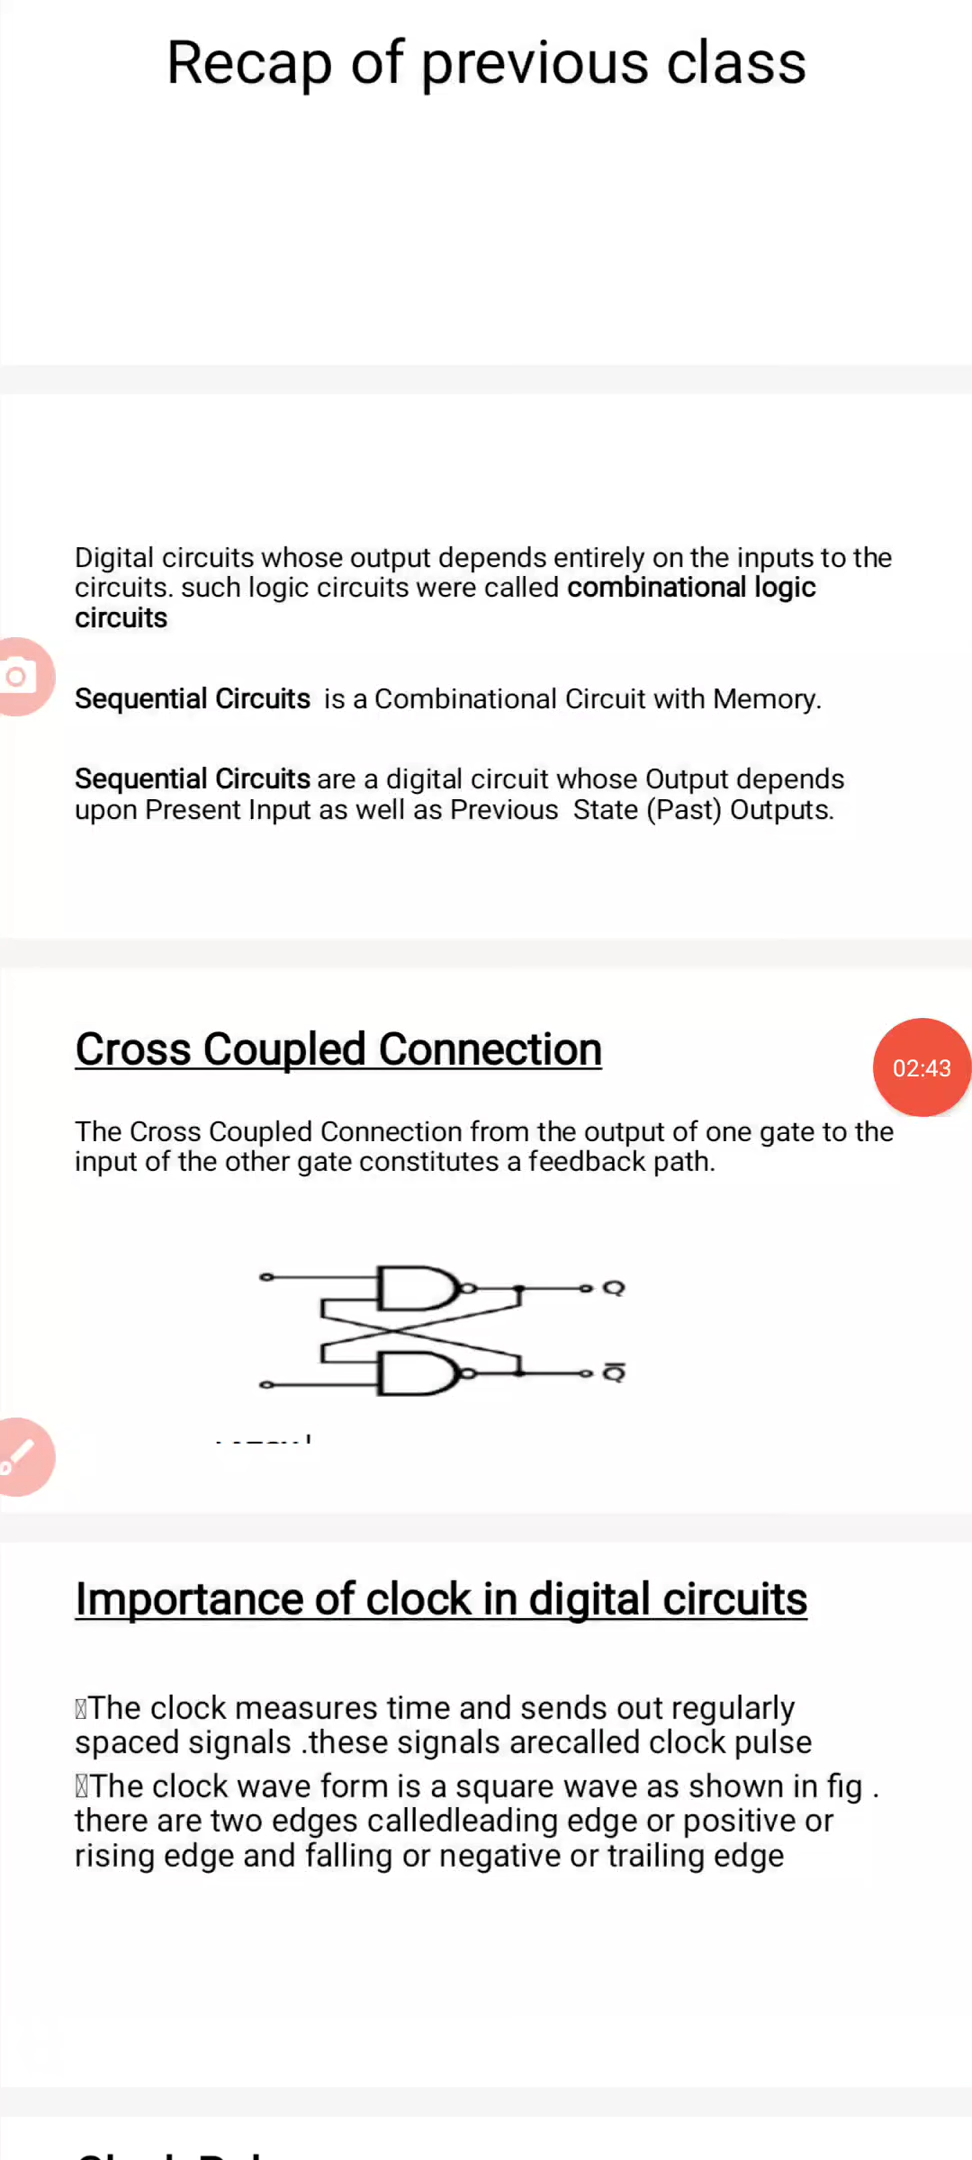 Recap of previous class
Digital circuits whose output depends entirely on the inputs to the
circuits. such logic circuits were called combinational logic
circuits
Sequential Circuits is a Combinational Circuit with Memory.
Sequential Circuits are a digital circuit whose Output depends
upon Present Input as well as Previous State (Past) Outputs.
Cross Coupled Connection
02:43
The Cross Coupled Connection from the output of one gate to the
input of the other gate constitutes a feedback path.
Q
Q̅
Importance of clock in digital circuits
The clock measures time and sends out regularly
spaced signals .these signals arecalled clock pulse
The clock wave form is a square wave as shown in fig .
there are two edges calledleading edge or positive or
rising edge and falling or negative or trailing edge